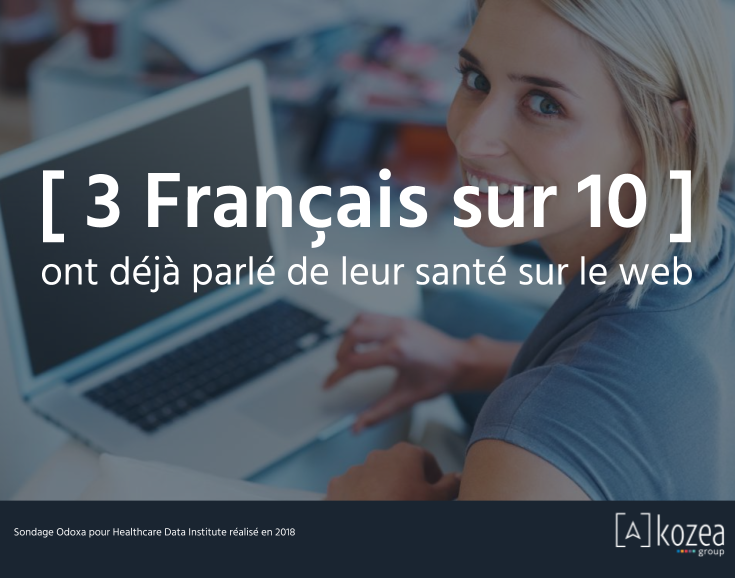 [ 3 Français sur 10 ]
ont déjà parlé de leur santé sur le web
Sondage Odoxa pour Healthcare Data Institute réalisé en 2018
[A]kozea
group